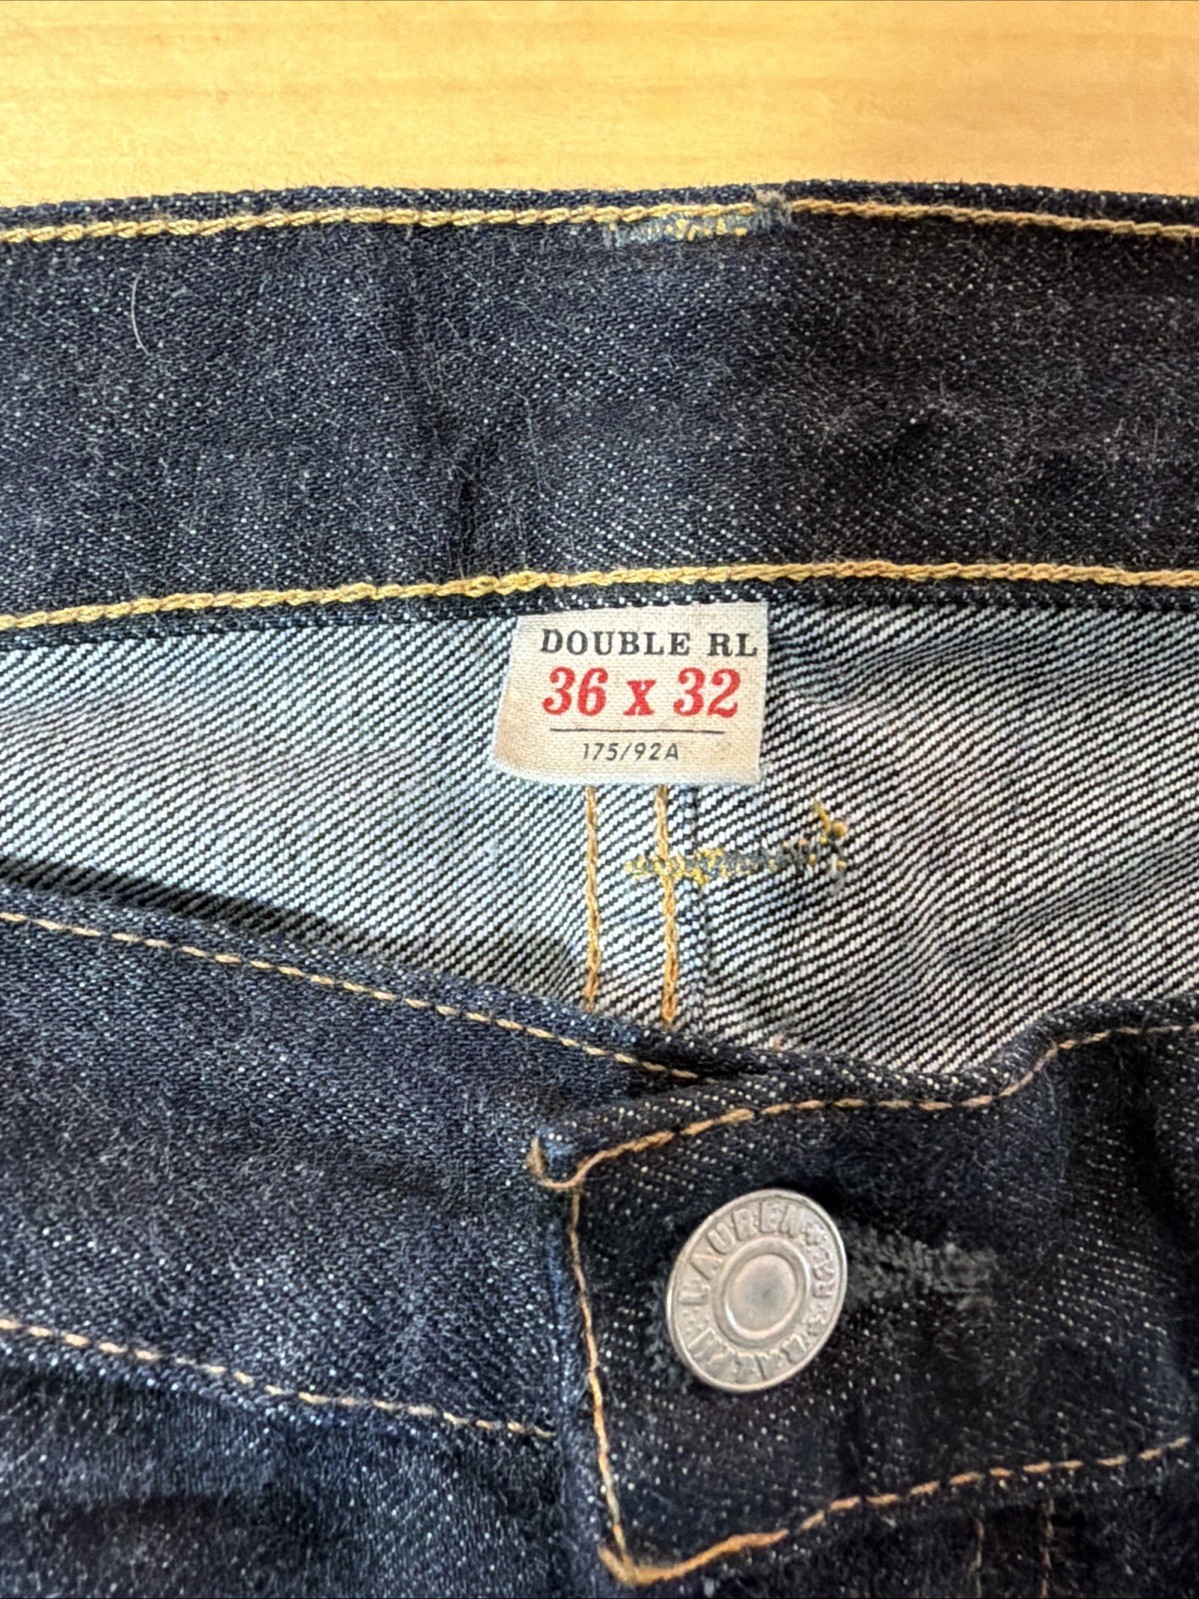 DOUBLE RL
36 x 32
175/92A
LAUREN